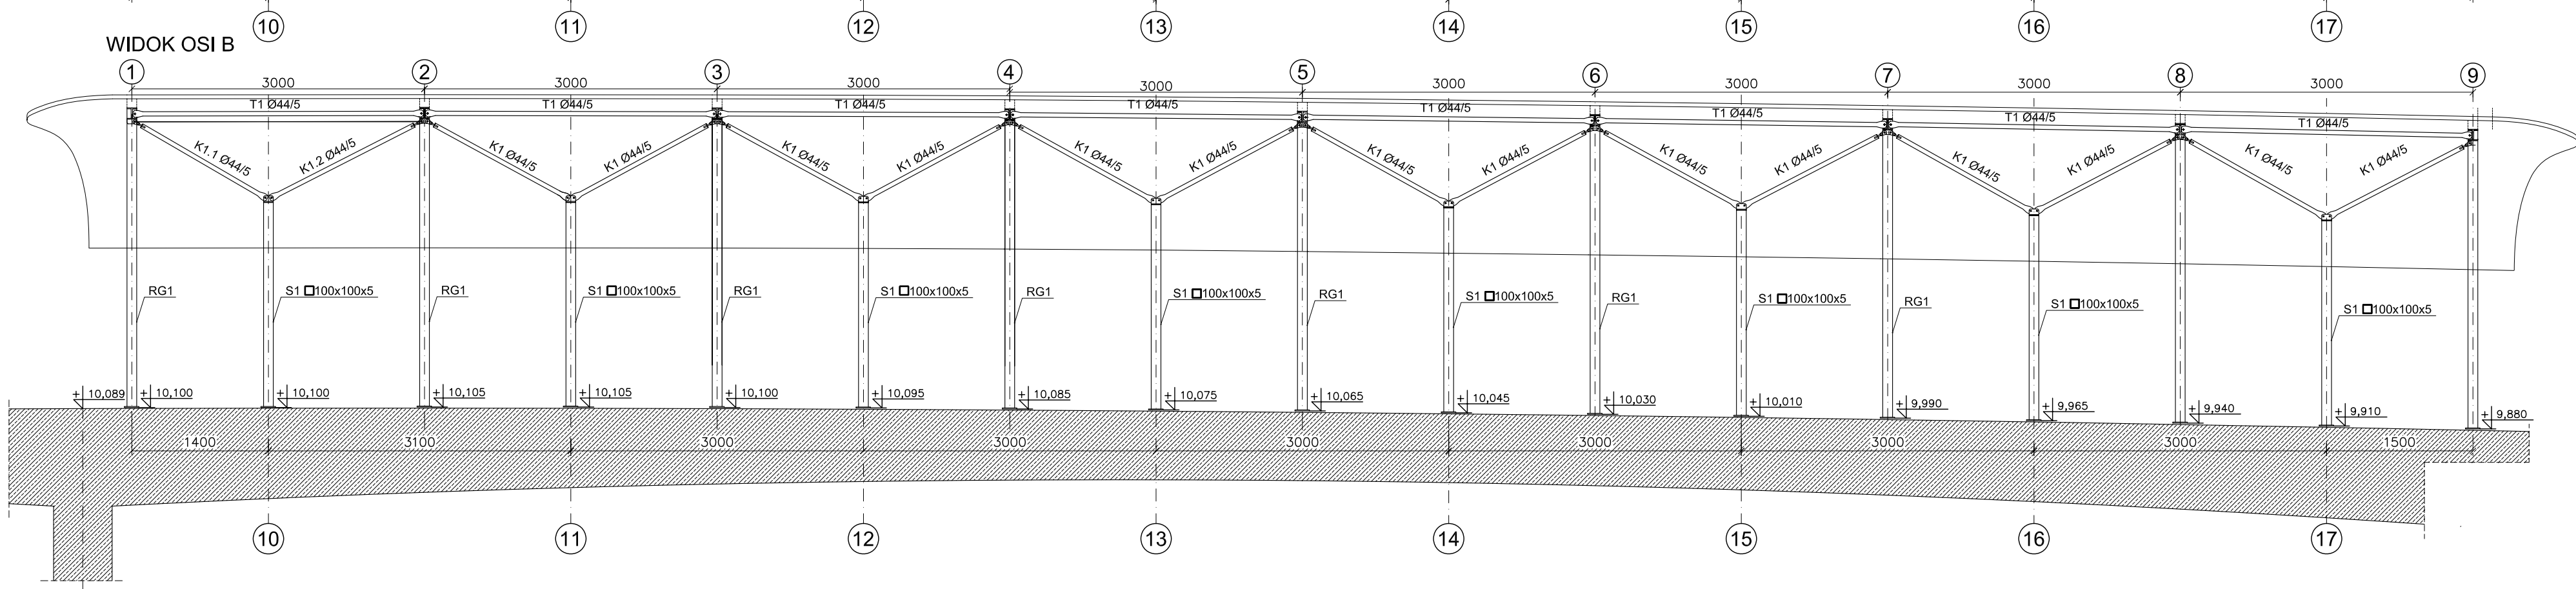 10 11 12 13 14 15 16 17
WIDOK OSI B
1 2 3 4 5 6 7 8 9
3000 3000 3000 3000 3000 3000 3000 3000
T1 Ø44/5 T1 Ø44/5 T1 Ø44/5 T1 Ø44/5 T1 Ø44/5 T1 Ø44/5 T1 Ø44/5 T1 Ø44/5
K1.1 Ø44/5 K1.2 Ø44/5 K1 Ø44/5 K1 Ø44/5 K1 Ø44/5 K1 Ø44/5 K1 Ø44/5 K1 Ø44/5 K1 Ø44/5 K1 Ø44/5 K1 Ø44/5 K1 Ø44/5 K1 Ø44/5 K1 Ø44/5 K1 Ø44/5 K1 Ø44/5
RG1 S1 □100x100x5 RG1 S1 □100x100x5 RG1 S1 □100x100x5 RG1 S1 □100x100x5 RG1 S1 □100x100x5 RG1 S1 □100x100x5 RG1 S1 □100x100x5 S1 □100x100x5
+ 10,089 + 10,100 + 10,100 + 10,105 + 10,105 + 10,100 + 10,095 + 10,085 + 10,075 + 10,065 + 10,045 + 10,030 + 10,010 + 9,990 + 9,965 + 9,940 + 9,910 + 9,880
1400 3100 3000 3000 3000 3000 3000 3000 1500
10 11 12 13 14 15 16 17